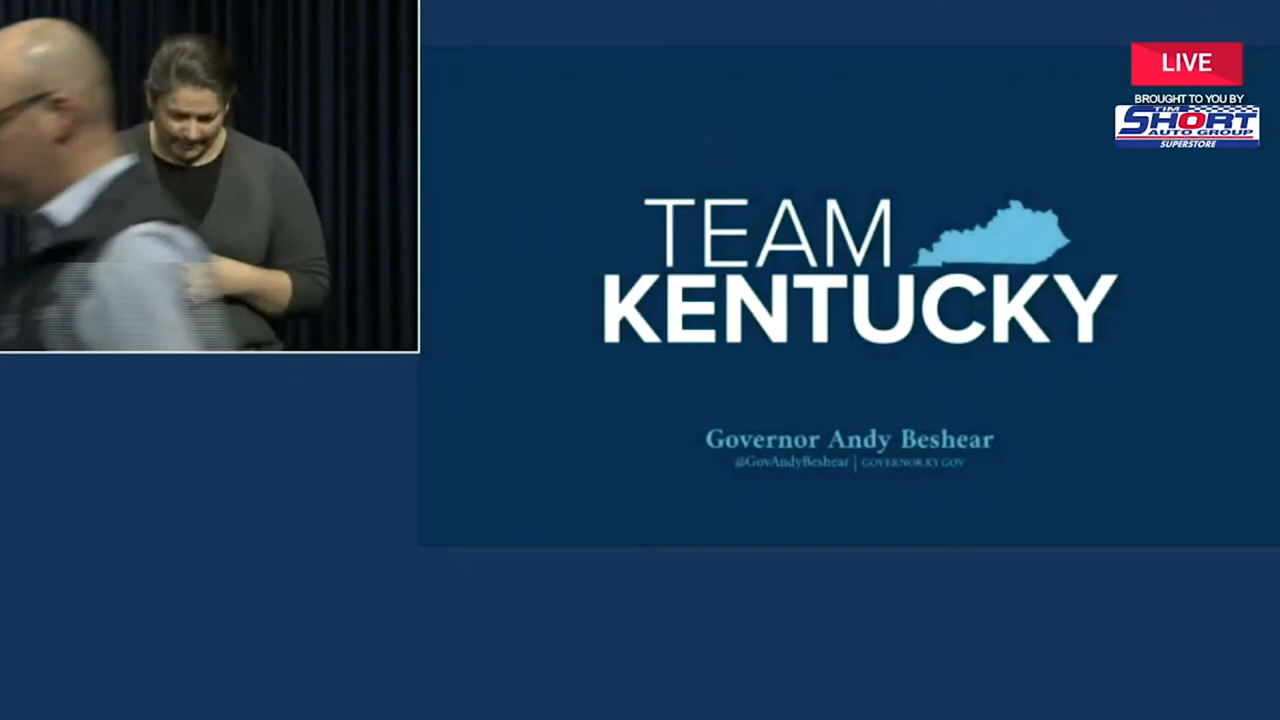 LIVE
BROUGHT TO YOU BY
TIM
SHORT
AUTO GROUP
SUPERSTORE
TEAM
KENTUCKY
Governor Andy Beshear
@GovAndyBeshear | GOVERNOR.KY.GOV